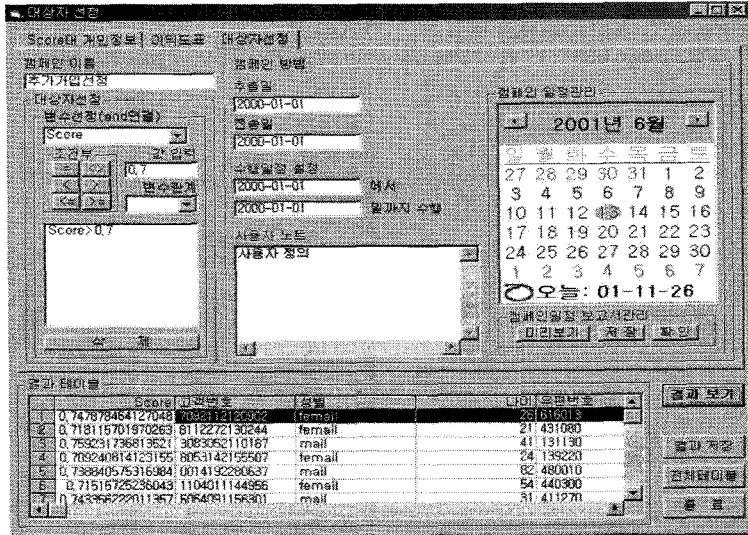 대상자 선정
Score대 개인정보 이익도표 대상자선정
캠페인 이름
추가가입선정
대상자선정
변수선정(and연결)
Score
조건부
값 입력
= <>
0.7
< >
변수관계
<= >=
Score>0.7
삭 제
캠페인 방법
추출일
2000-01-01
전송일
2000-01-01
수행일정 설정
2000-01-01 에서
2000-01-01 일까지 수행
사용자 노트
사용자 정의
캠페인 일정관리
2001년 6월
일 월 화 수 목 금 토
27 28 29 30 31 1 2
3 4 5 6 7 8 9
10 11 12 13 14 15 16
17 18 19 20 21 22 23
24 25 26 27 28 29 30
1 2 3 4 5 6 7
오늘: 01-11-26
캠페인일정 보고서관리
미리보기 저장 확인
결과 테이블
Score 고객번호 성별 나이 우편번호
1 0.747878464127048 femail 26 616013
2 0.718115701970263 8112272130244 femail 21 431080
3 0.759231736813521 3083052110187 mail 41 131130
4 0.709240814123155 8053142155507 femail 24 139220
5 0.738840575316984 0014192280637 mail 82 480010
6 0.71516725236043 1104011144956 femail 54 440300
7 0.743356222011357 5054091156301 mail 31 411270
결과 보기
결과 저장
전체테이블
종 료